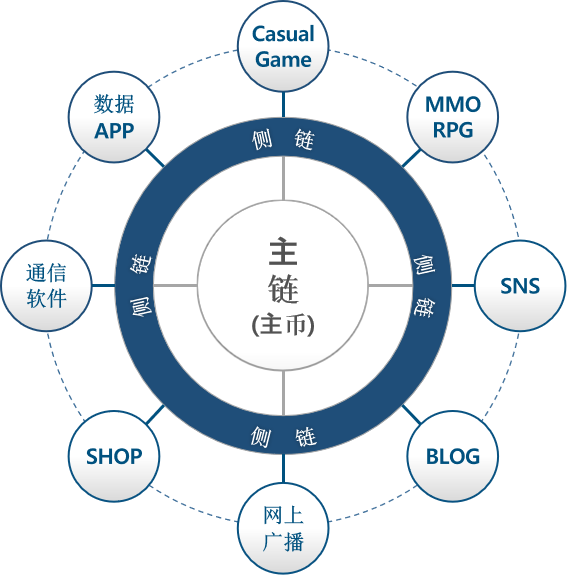 Casual
Game
数据
APP
MMO
RPG
侧 链
主
链
(主币)
侧 链
侧 链
通信
软件
SNS
侧 链
SHOP
BLOG
网上
广播